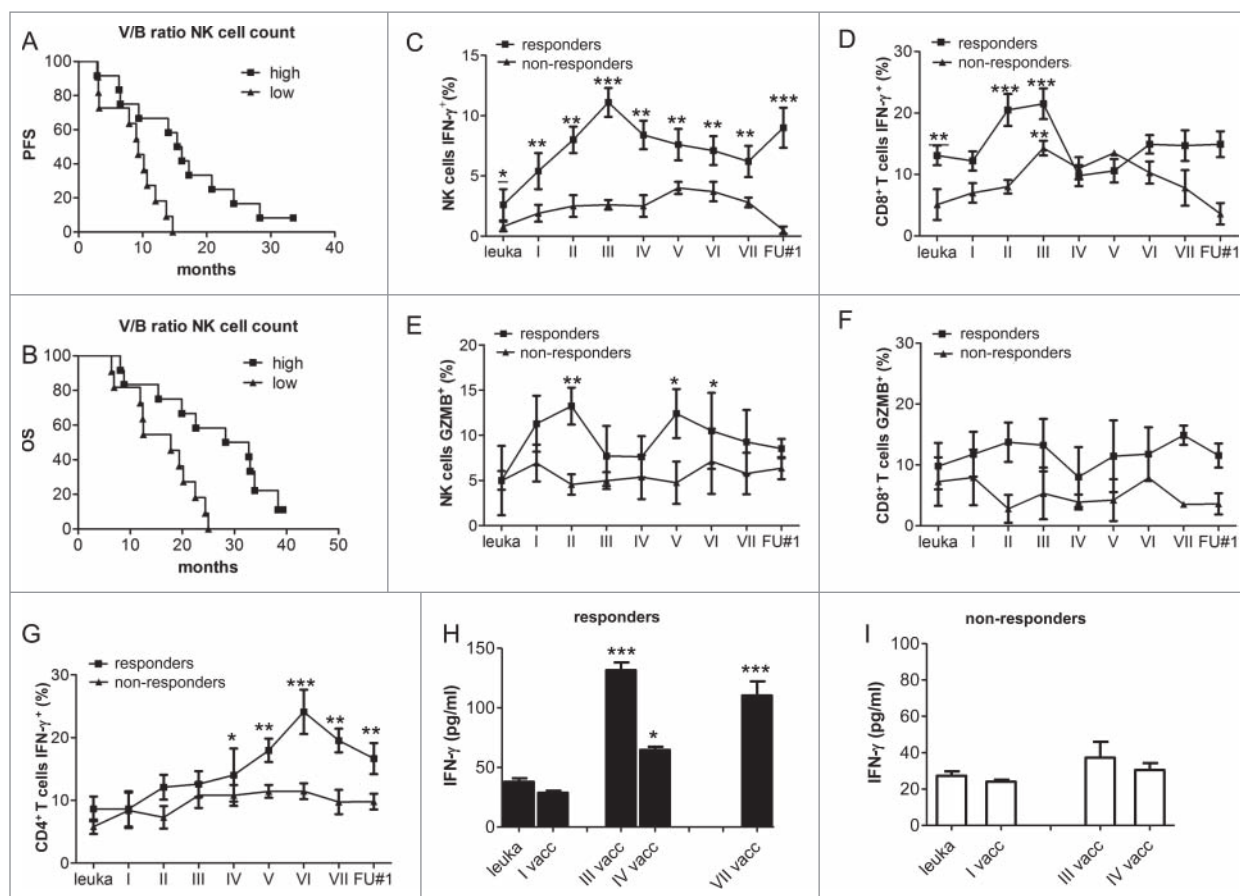 A
V/B ratio NK cell count
high
low
PFS
100
80
60
40
20
0
0 10 20 30 40
months
C
responders
non-responders
NK cells IFN-γ+ (%)
15
10
5
0
* ** ** *** ** ** ** ** ***
leuka I II III IV V VI VII FU#1
D
responders
non-responders
CD8+ T cells IFN-γ+ (%)
30
20
10
0
** *** *** **
leuka I II III IV V VI VII FU#1
B
V/B ratio NK cell count
high
low
OS
100
80
60
40
20
0
0 10 20 30 40 50
months
E
responders
non-responders
NK cells GZMB+ (%)
20
15
10
5
0
** * *
leuka I II III IV V VI VII FU#1
F
responders
non-responders
CD8+ T cells GZMB+ (%)
30
20
10
0
leuka I II III IV V VI VII FU#1
G
responders
non-responders
CD4+ T cells IFN-γ+ (%)
30
20
10
0
* ** *** ** **
leuka I II III IV V VI VII FU#1
H
responders
IFN-γ (pg/ml)
150
100
50
0
*** * ***
leuka I vacc III vacc IV vacc VII vacc
I
non-responders
IFN-γ (pg/ml)
100
80
60
40
20
0
leuka I vacc III vacc IV vacc